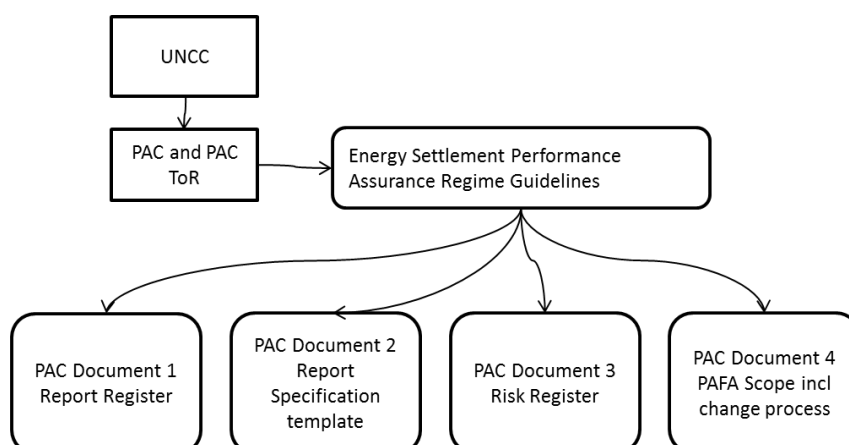 UNCC
PAC and PAC
ToR
Energy Settlement Performance
Assurance Regime Guidelines
PAC Document 1
Report Register
PAC Document 2
Report
Specification
template
PAC Document 3
Risk Register
PAC Document 4
PAFA Scope incl
change process